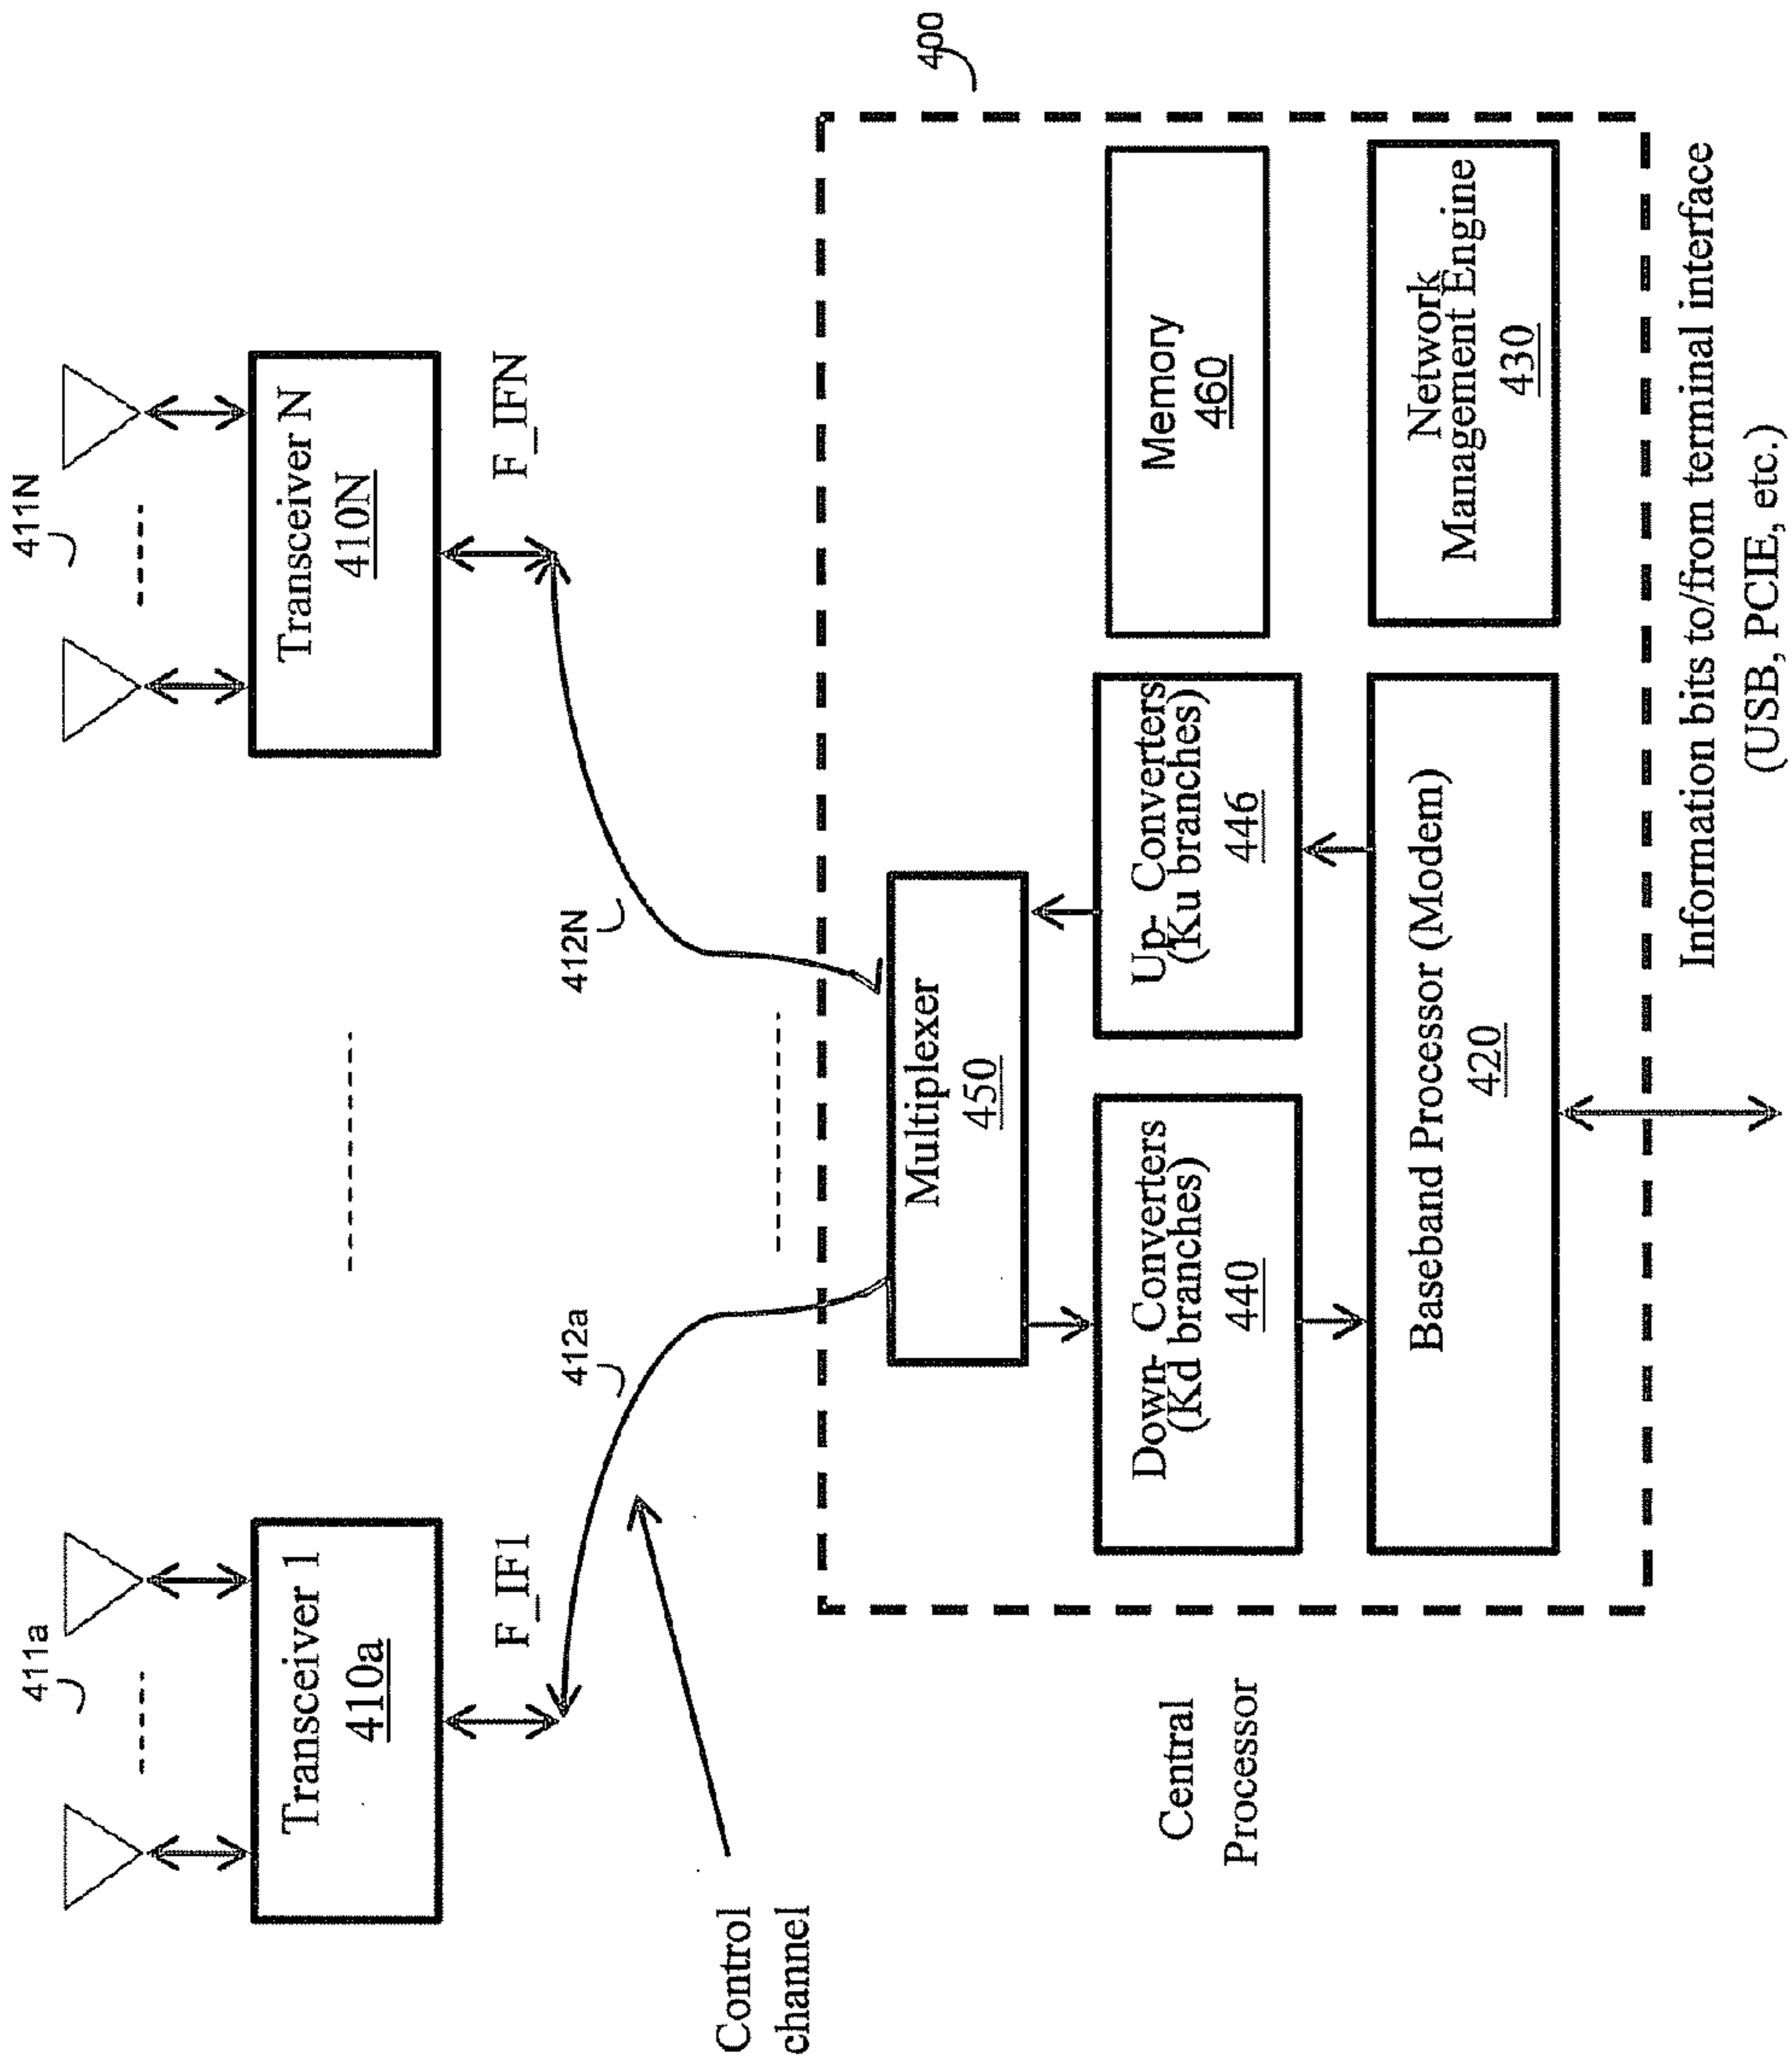 411a
411N
Transceiver 1
410a
Transceiver N
410N
F_IF1
F_IFN
412a
412N
Control
channel
400
Multiplexer
450
Down- Converters
(Kd branches)
440
Up- Converters
(Ku branches)
446
Memory
460
Central
Processor
Baseband Processor (Modem)
420
Network
Management Engine
430
Information bits to/from terminal interface
(USB, PCIE, etc.)